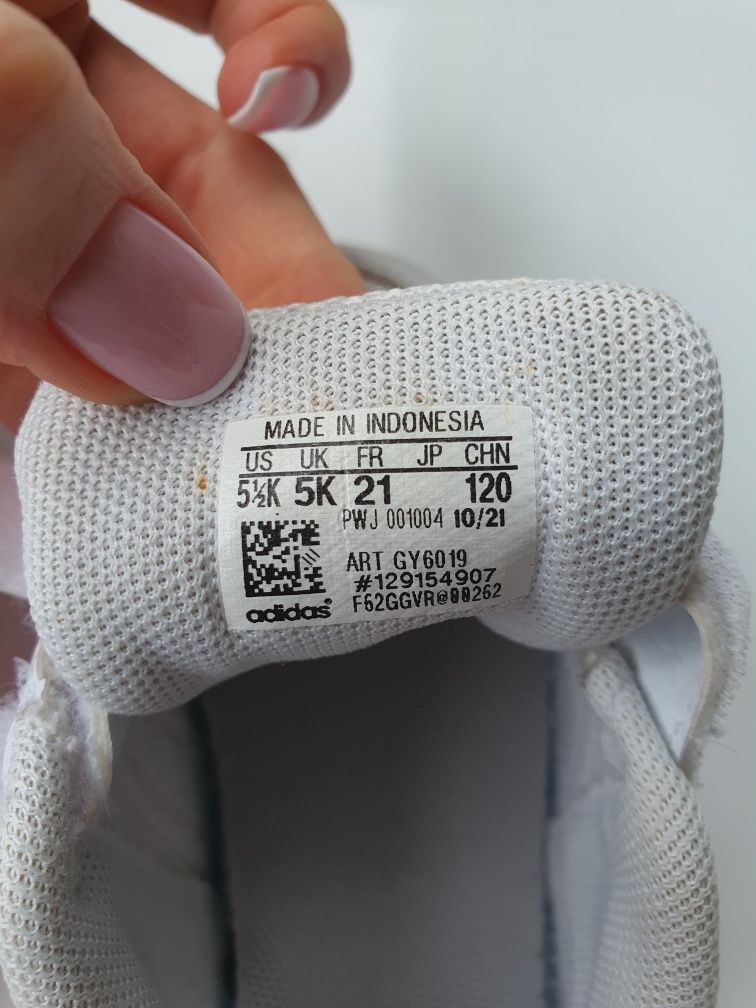 MADE IN INDONESIA
US UK FR JP CHN
5½K 5K 21 120
PWJ 001004 10/21
ART GY6019
#129154907
F62GGVR@00262
adidas®